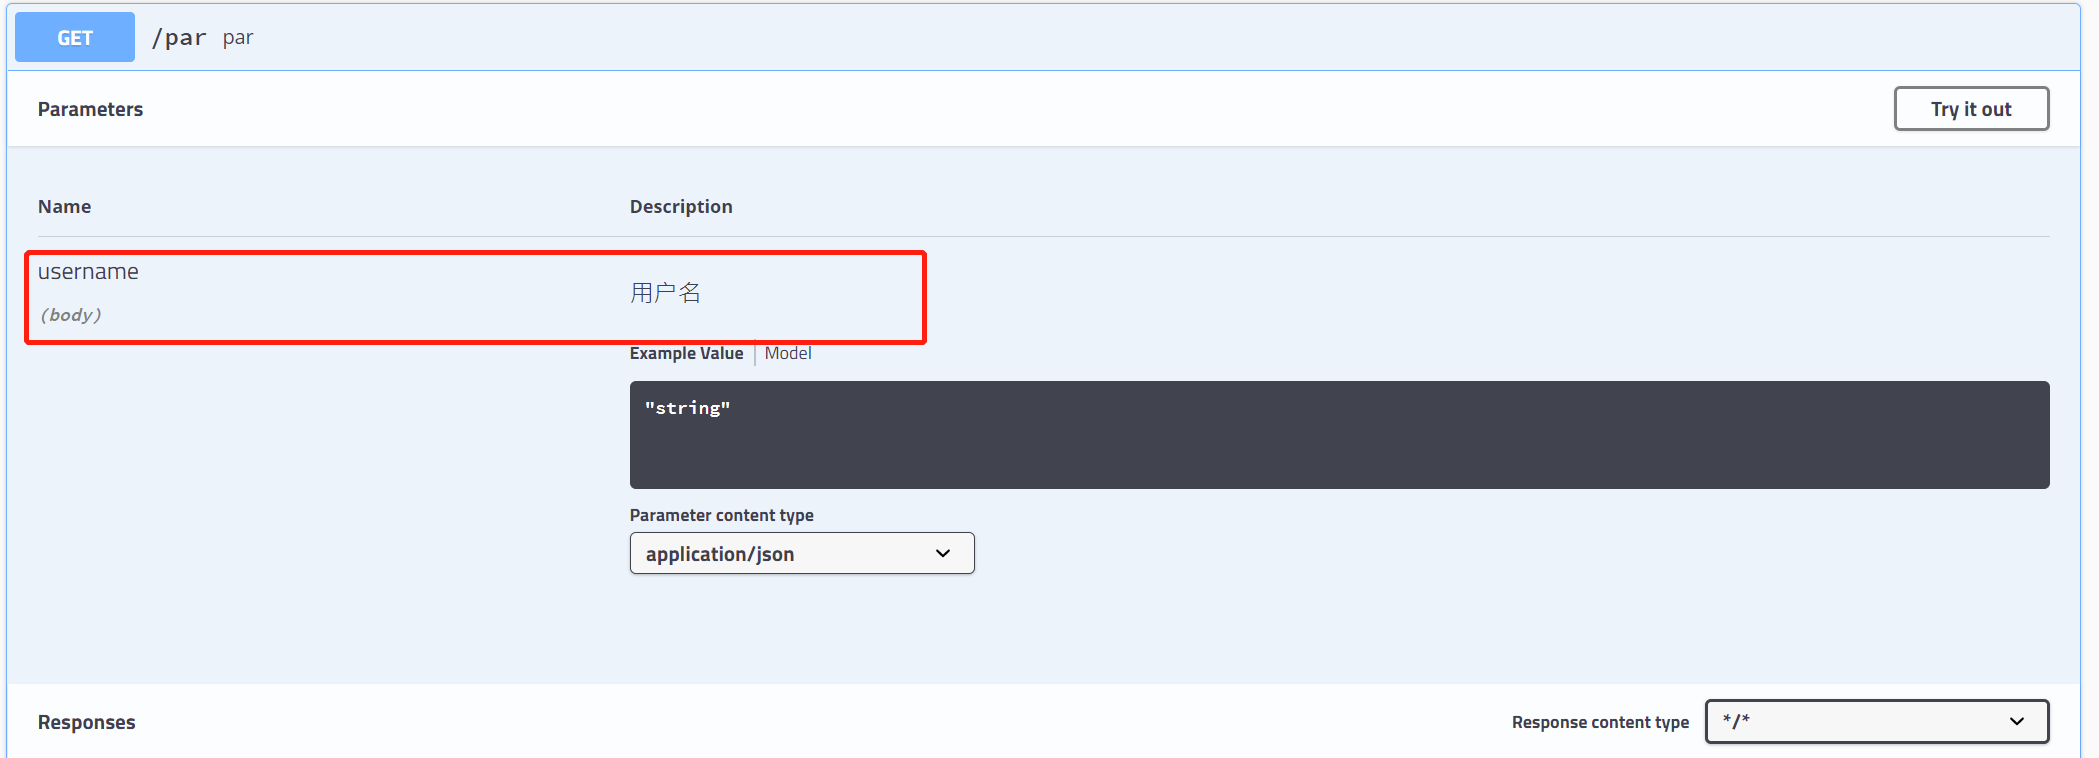 GET /par par
Parameters
Try it out
Name Description
username
用户名
(body)
Example Value | Model
"string"
Parameter content type
application/json
Responses
Response content type */*